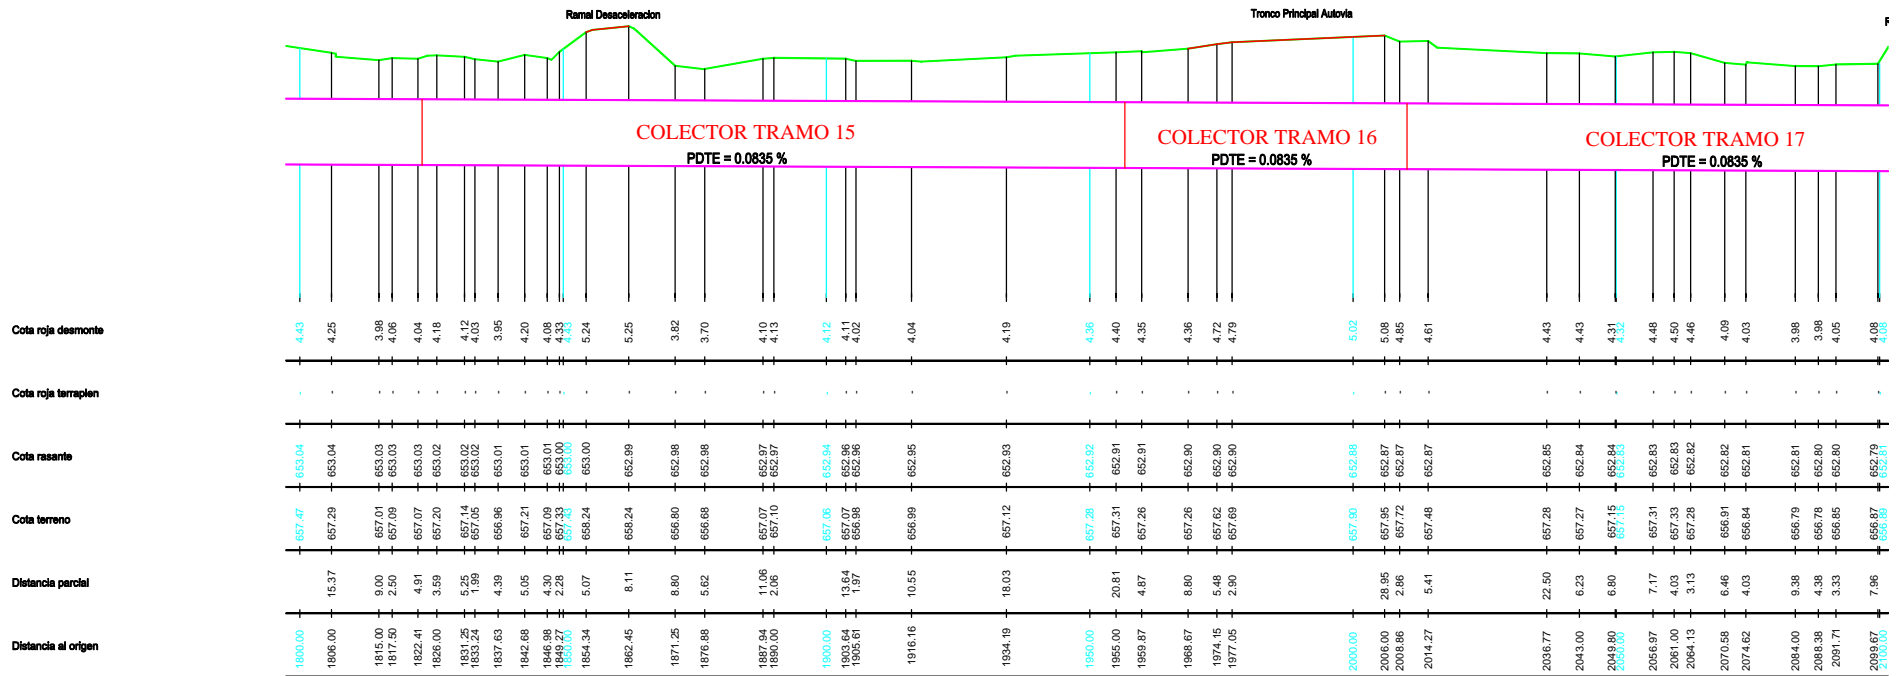 Ramal Desaceleracion
Tronco Principal Autovia
COLECTOR TRAMO 15
PDTE = 0.0835 %
COLECTOR TRAMO 16
PDTE = 0.0835 %
COLECTOR TRAMO 17
PDTE = 0.0835 %
Cota roja desmonte
4.43 4.25 3.98 4.06 4.04 4.18 4.12 4.03 3.95 4.20 4.08 4.33 4.43 5.24 5.25 3.82 3.70 4.10 4.13 4.12 4.11 4.02 4.04 4.19 4.36 4.40 4.35 4.36 4.72 4.79 5.02 5.08 4.85 4.61 4.43 4.43 4.31 4.32 4.48 4.50 4.46 4.09 4.03 3.98 3.98 4.05 4.08 4.08
Cota roja terraplen
- - - - - - - - - - - - - - - - - - - - - - - - - - - - - - - - - - - - - - - - - - - - - - - -
Cota rasante
653.04 653.04 653.03 653.03 653.03 653.02 653.02 653.02 653.01 653.01 653.01 653.00 653.00 653.00 652.99 652.98 652.98 652.97 652.97 652.94 652.96 652.96 652.95 652.93 652.92 652.91 652.91 652.90 652.90 652.90 652.88 652.87 652.87 652.87 652.85 652.84 652.84 652.83 652.83 652.83 652.82 652.82 652.81 652.81 652.80 652.80 652.79 652.81
Cota terreno
657.47 657.29 657.01 657.09 657.07 657.20 657.14 657.05 656.96 657.21 657.09 657.33 657.43 658.24 658.24 656.80 656.68 657.07 657.10 657.06 657.07 656.98 656.99 657.12 657.28 657.31 657.26 657.26 657.62 657.69 657.90 657.95 657.72 657.48 657.28 657.27 657.15 657.15 657.31 657.33 657.28 656.91 656.84 656.79 656.78 656.85 656.87 656.89
Distancia parcial
15.37 9.00 2.50 4.91 3.59 5.25 1.99 4.39 5.05 4.30 2.28 5.07 8.11 8.80 5.62 11.06 2.06 13.64 1.97 10.55 18.03 20.81 4.87 8.80 5.48 2.90 28.95 2.86 5.41 22.50 6.23 6.80 7.17 4.03 3.13 6.46 4.03 9.38 4.38 3.33 7.96
Distancia al origen
1800.00 1806.00 1815.00 1817.50 1822.41 1826.00 1831.25 1833.24 1837.63 1842.68 1846.98 1849.27 1850.00 1854.34 1862.45 1871.25 1876.88 1887.94 1890.00 1900.00 1903.64 1905.61 1916.16 1934.19 1950.00 1955.00 1959.87 1968.67 1974.15 1977.05 2000.00 2006.00 2008.86 2014.27 2036.77 2043.00 2049.80 2050.00 2056.97 2061.00 2064.13 2070.58 2074.62 2084.00 2088.38 2091.71 2099.67 2100.00